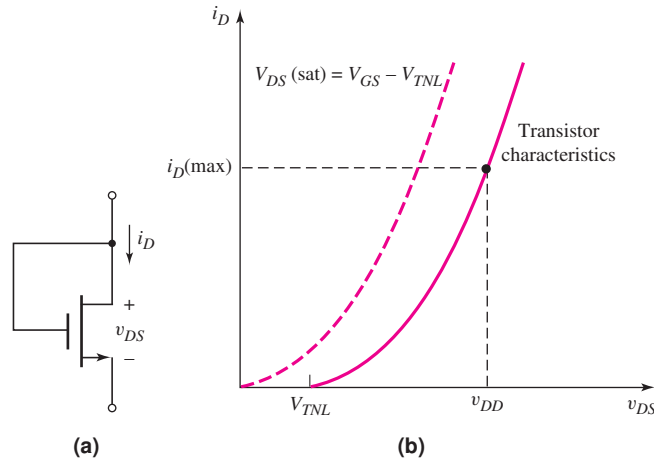 i_D
V_DS (sat) = V_GS – V_TNL
Transistor
characteristics
i_D(max)
i_D
+
v_DS
–
V_TNL
v_DD
v_DS
(a)
(b)